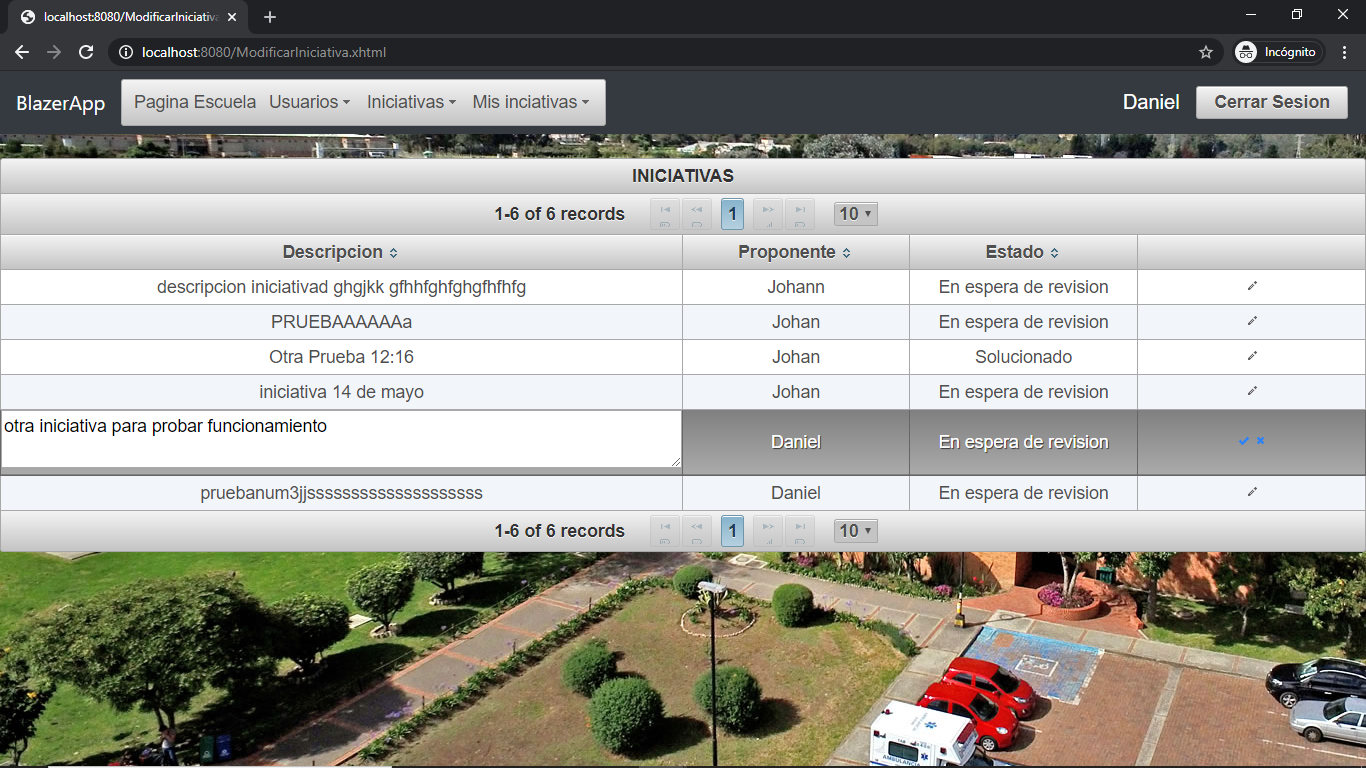 localhost:8080/ModificarIniciativa
localhost:8080/ModificarIniciativa.xhtml
Incógnito
BlazerApp
Pagina Escuela Usuarios Iniciativas Mis inciativas
Daniel
Cerrar Sesion
INICIATIVAS
1-6 of 6 records 1 10
Descripcion Proponente Estado
descripcion iniciativad ghgjkk gfhhfghfghgfhfhfg Johann En espera de revision
PRUEBAAAAAAa Johan En espera de revision
Otra Prueba 12:16 Johan Solucionado
iniciativa 14 de mayo Johan En espera de revision
otra iniciativa para probar funcionamiento Daniel En espera de revision
pruebanum3jjssssssssssssssssssss Daniel En espera de revision
1-6 of 6 records 1 10
AMBULANCIA